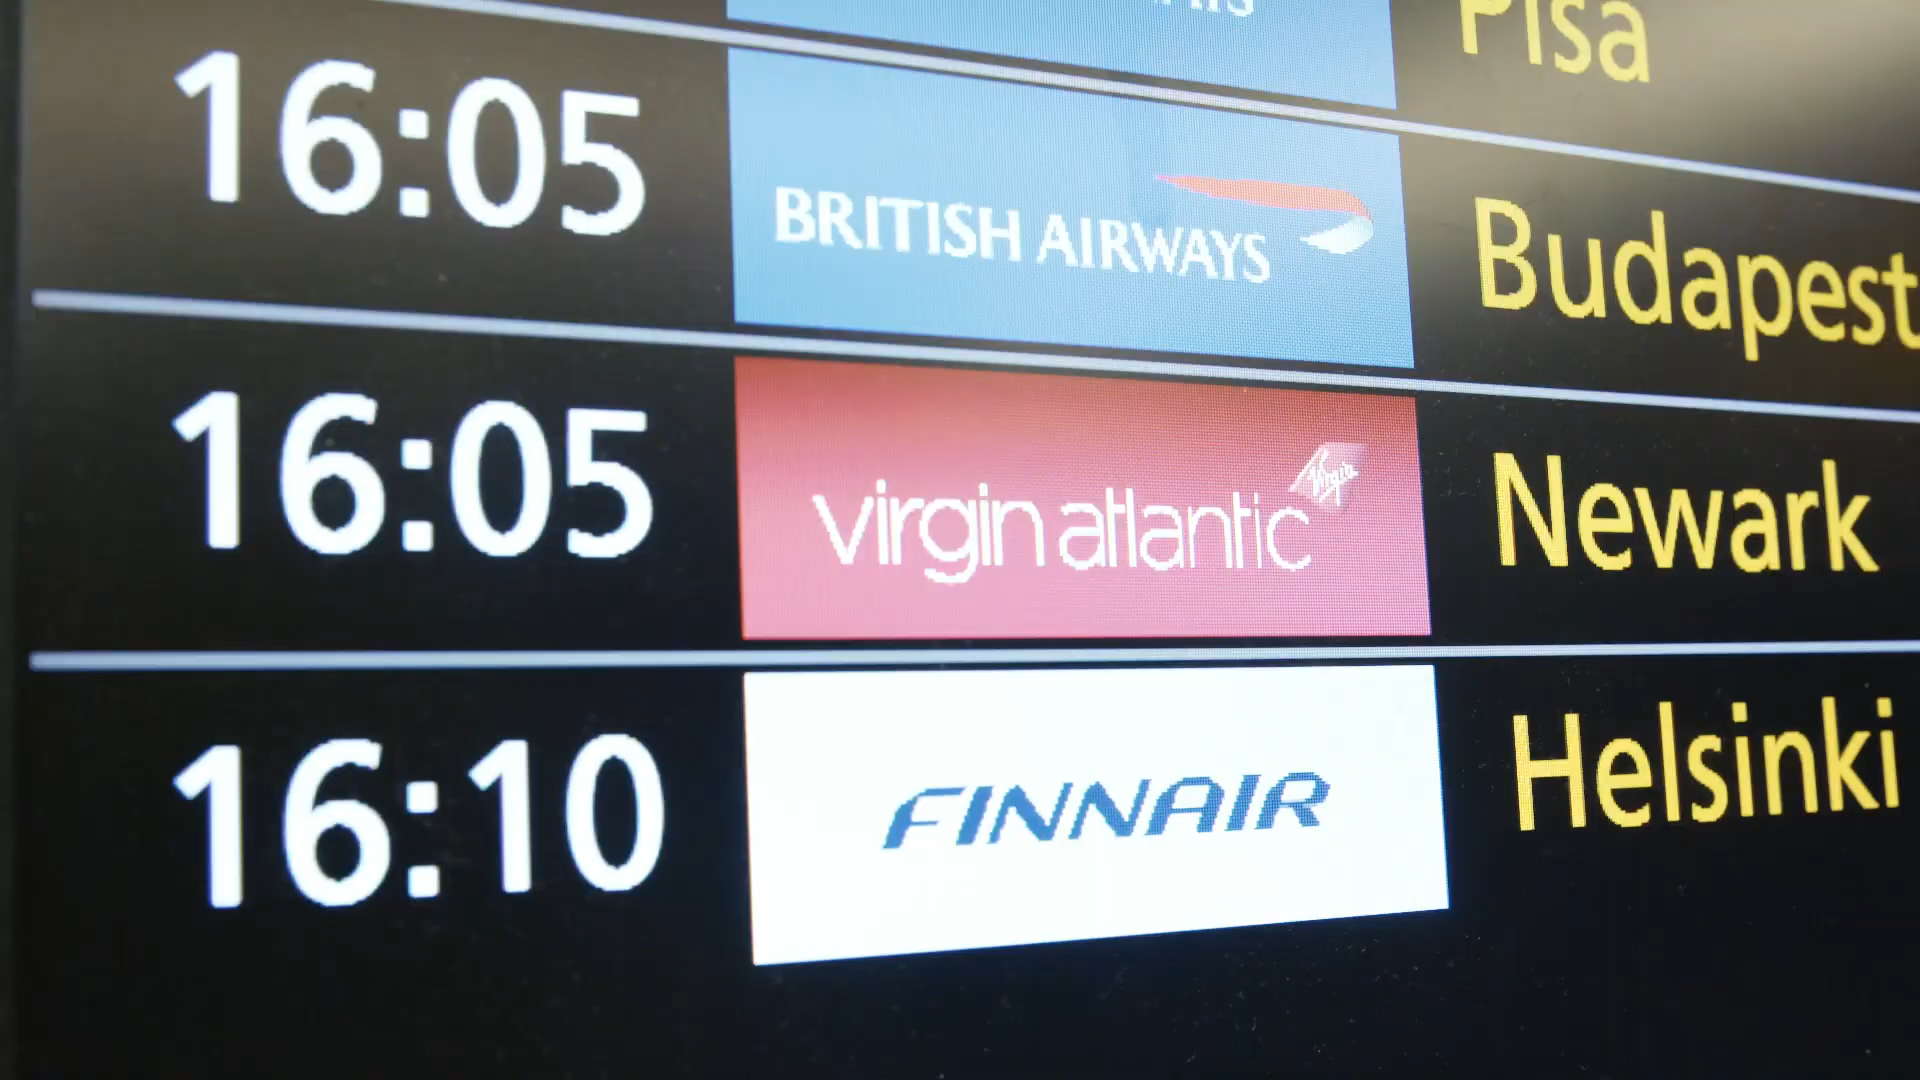 Pisa
16:05 BRITISH AIRWAYS Budapest
16:05 virgin atlantic Virgin Newark
16:10 FINNAIR Helsinki